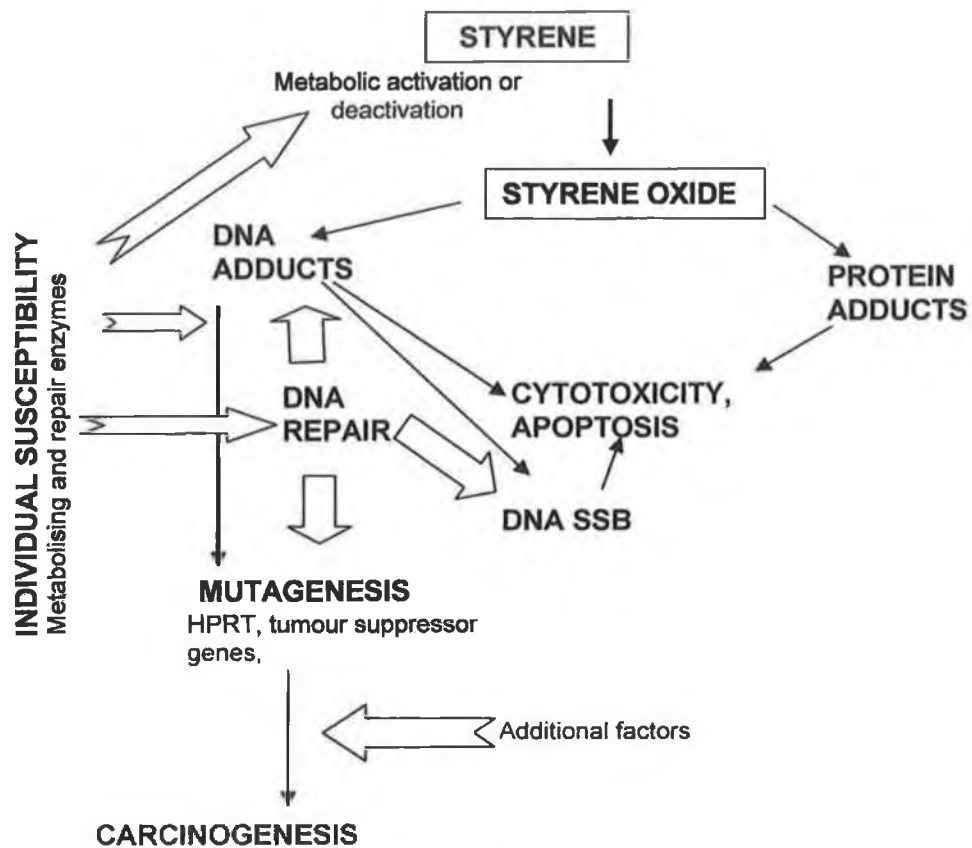 STYRENE
Metabolic activation or
deactivation
STYRENE OXIDE
DNA
ADDUCTS
PROTEIN
ADDUCTS
INDIVIDUAL SUSCEPTIBILITY
Metabolising and repair enzymes
DNA
REPAIR
CYTOTOXICITY,
APOPTOSIS
DNA SSB
MUTAGENESIS
HPRT, tumour suppressor
genes,
Additional factors
CARCINOGENESIS